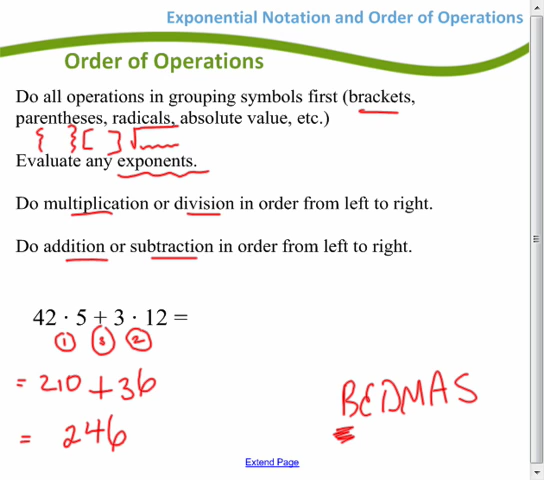 Exponential Notation and Order of Operations
Order of Operations
Do all operations in grouping symbols first (brackets,
parentheses, radicals, absolute value, etc.)
{ } [ ] √
Evaluate any exponents.
Do multiplication or division in order from left to right.
Do addition or subtraction in order from left to right.
42 · 5 + 3 · 12 =
1 3 2
= 210 + 36
= 246
BEDMAS
Extend Page